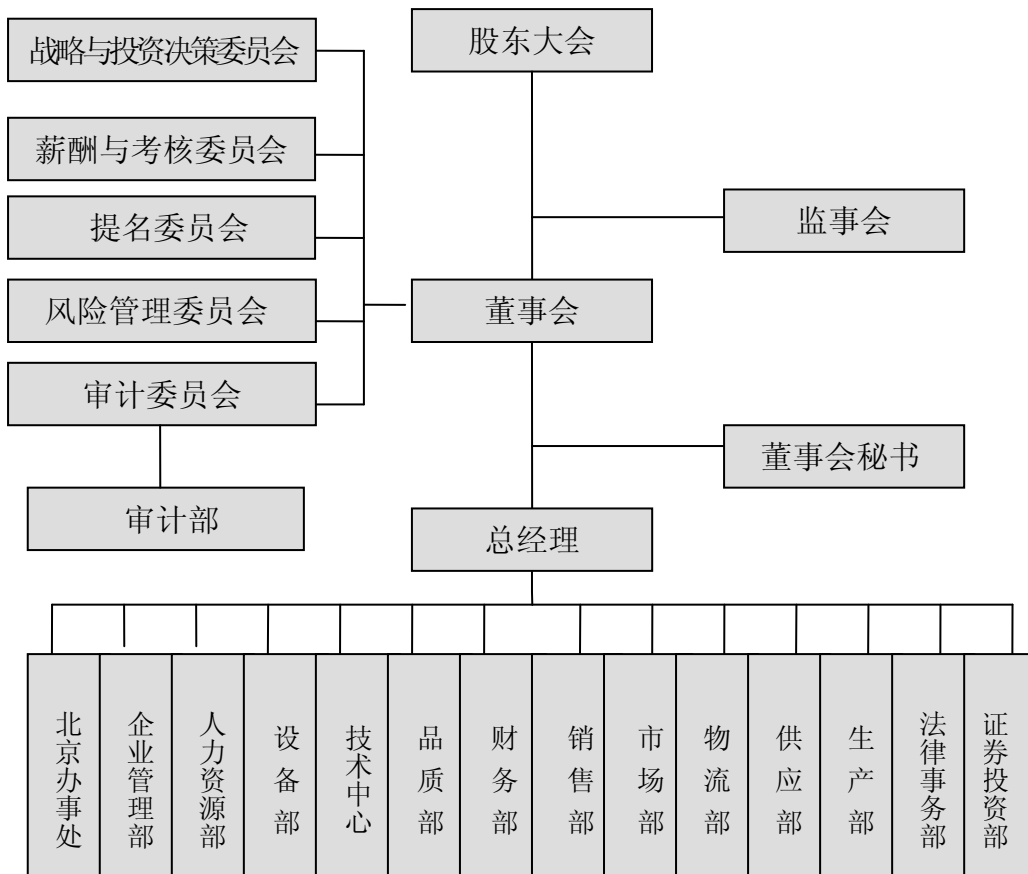 战略与投资决策委员会
股东大会
薪酬与考核委员会
提名委员会
监事会
风险管理委员会
董事会
审计委员会
董事会秘书
审计部
总经理
北京办事处
企业管理部
人力资源部
设备部
技术中心
品质部
财务部
销售部
市场部
物流部
供应部
生产部
法律事务部
证券投资部